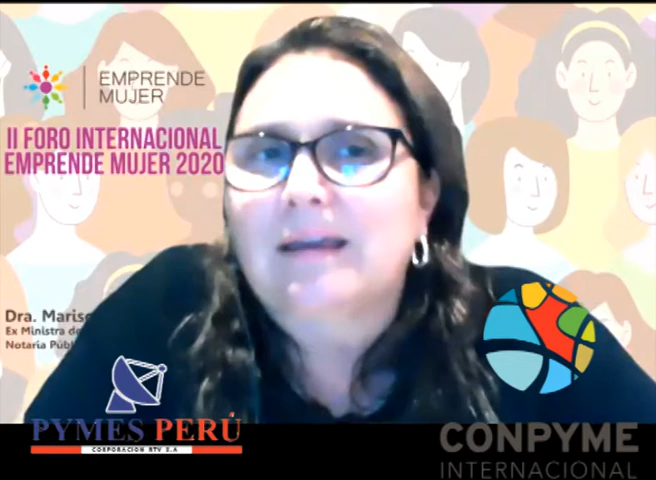 EMPRENDE
MUJER
II FORO INTERNACIONAL
EMPRENDE MUJER 2020
Dra.
Ex Ministra de
PYMES PERÚ
CORPORACION RTV S.A
CONPYME
INTERNACIONAL